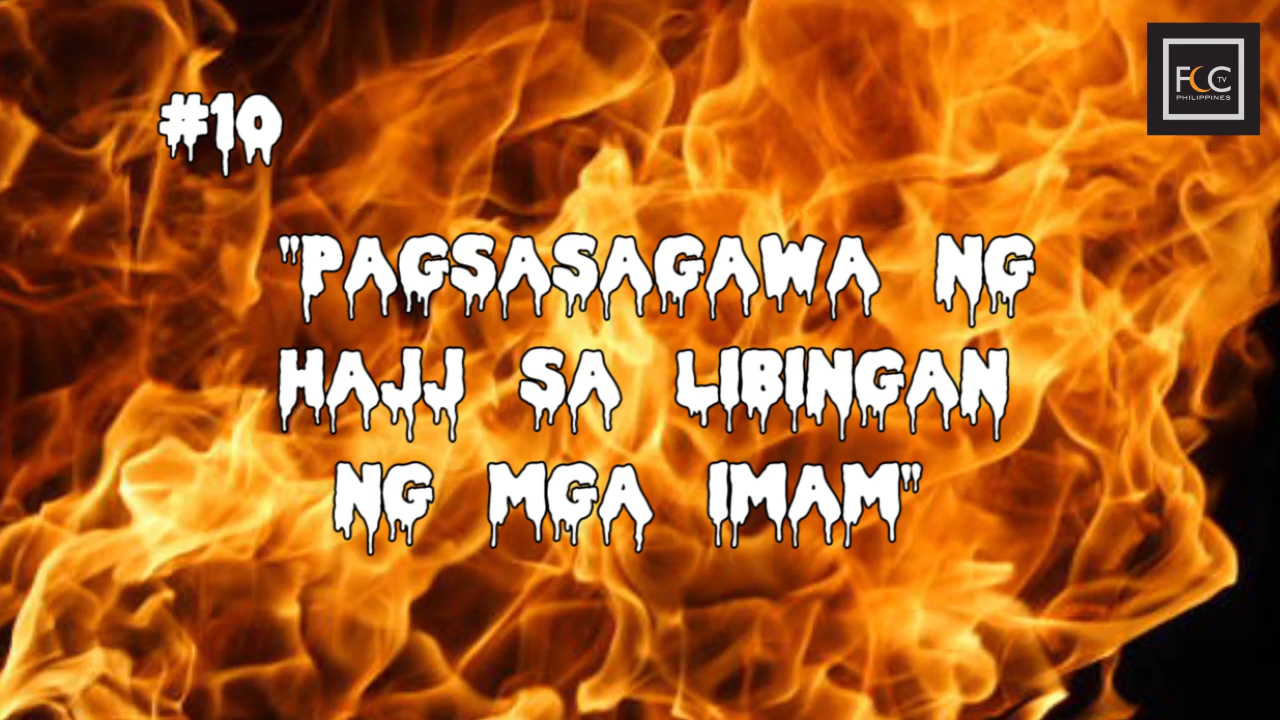 FCC TV
PHILIPPINES
#10
"PAGSASAGAWA NG
HAJJ SA LIBINGAN
NG MGA IMAM"